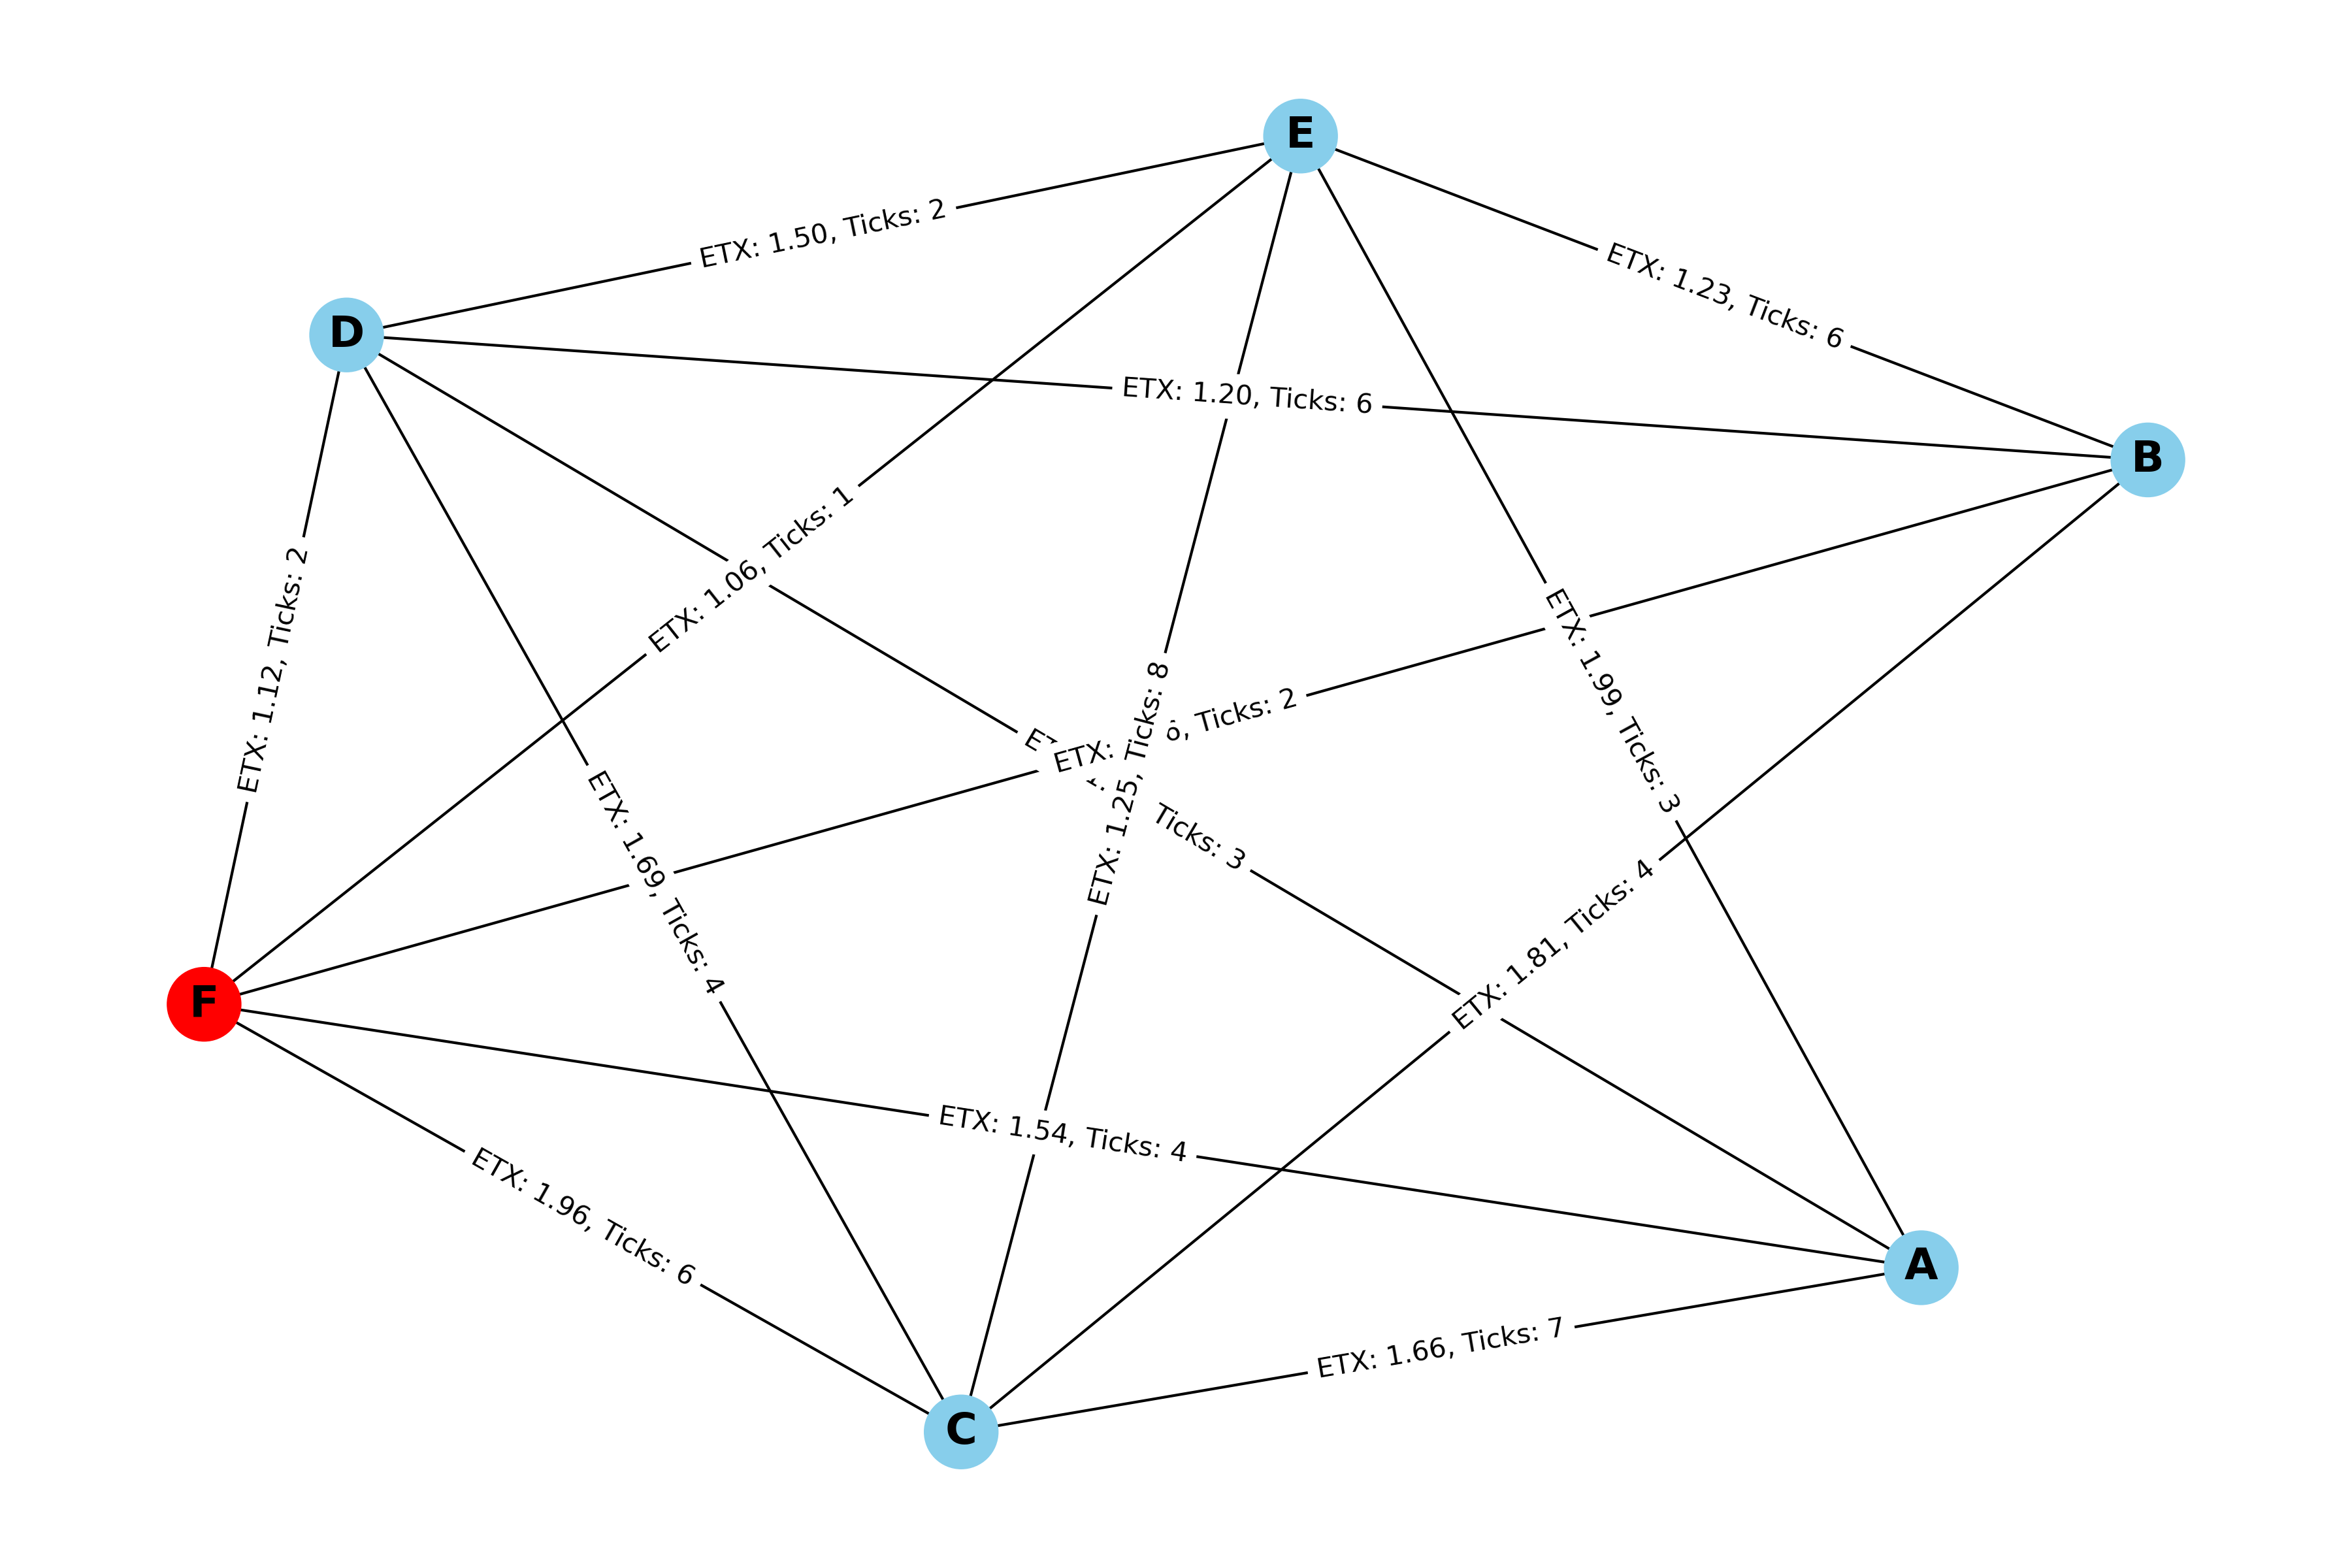 E
ETX: 1.50, Ticks: 2
ETX: 1.23, Ticks: 6
D
ETX: 1.20, Ticks: 6
B
ETX: 1.06, Ticks: 1
ETX: 1.12, Ticks: 2
ETX: 1.99, Ticks: 3
ETX: Ticks: 2
ETX: 1.25, Ticks: 8
Ticks: 3
ETX: 1.69, Ticks: 4
ETX: 1.81, Ticks: 4
F
ETX: 1.54, Ticks: 4
ETX: 1.96, Ticks: 6
A
ETX: 1.66, Ticks: 7
C